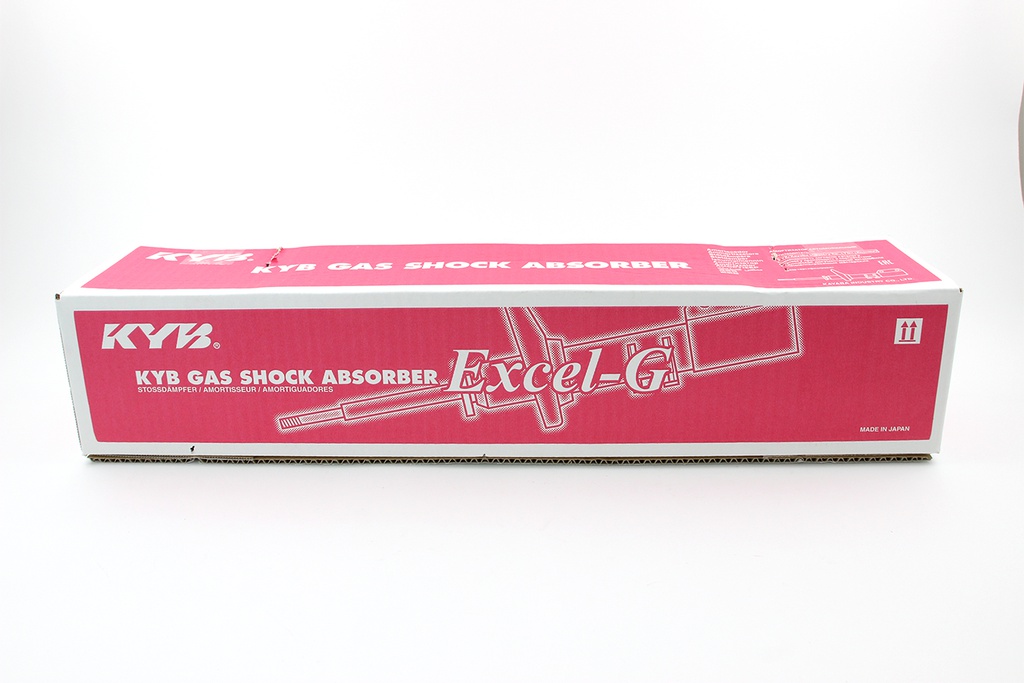 KYB
KYB GAS SHOCK ABSORBER
KYB®
KYB GAS SHOCK ABSORBER Excel-G
STOSSDÄMPFER / AMORTISSEUR / AMORTIGUADORES
MADE IN JAPAN